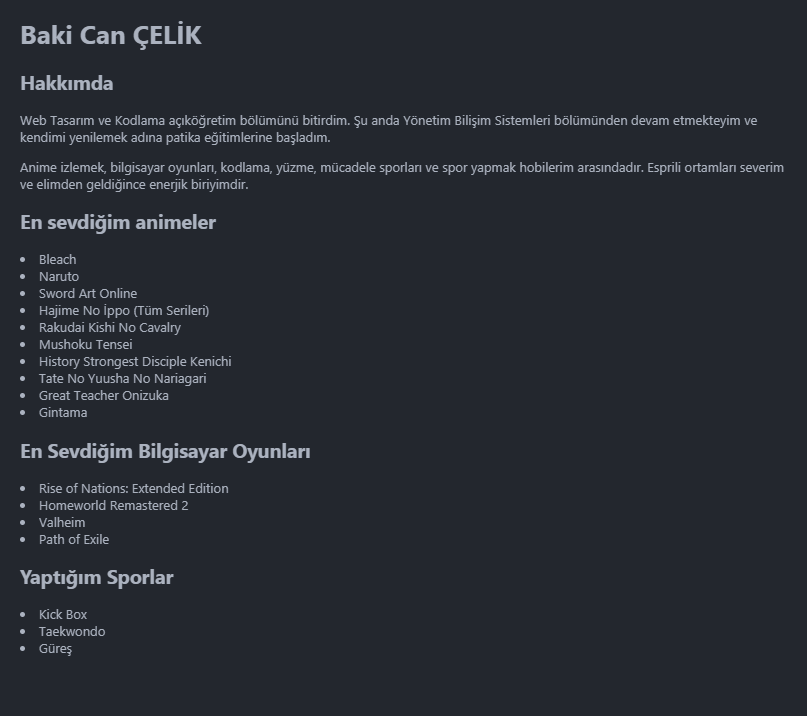 Baki Can ÇELİK
Hakkımda
Web Tasarım ve Kodlama açıköğretim bölümünü bitirdim. Şu anda Yönetim Bilişim Sistemleri bölümünden devam etmekteyim ve
kendimi yenilemek adına patika eğitimlerine başladım.
Anime izlemek, bilgisayar oyunları, kodlama, yüzme, mücadele sporları ve spor yapmak hobilerim arasındadır. Esprili ortamları severim
ve elimden geldiğince enerjik biriyimdir.
En sevdiğim animeler
• Bleach
• Naruto
• Sword Art Online
• Hajime No İppo (Tüm Serileri)
• Rakudai Kishi No Cavalry
• Mushoku Tensei
• History Strongest Disciple Kenichi
• Tate No Yuusha No Nariagari
• Great Teacher Onizuka
• Gintama
En Sevdiğim Bilgisayar Oyunları
• Rise of Nations: Extended Edition
• Homeworld Remastered 2
• Valheim
• Path of Exile
Yaptığım Sporlar
• Kick Box
• Taekwondo
• Güreş